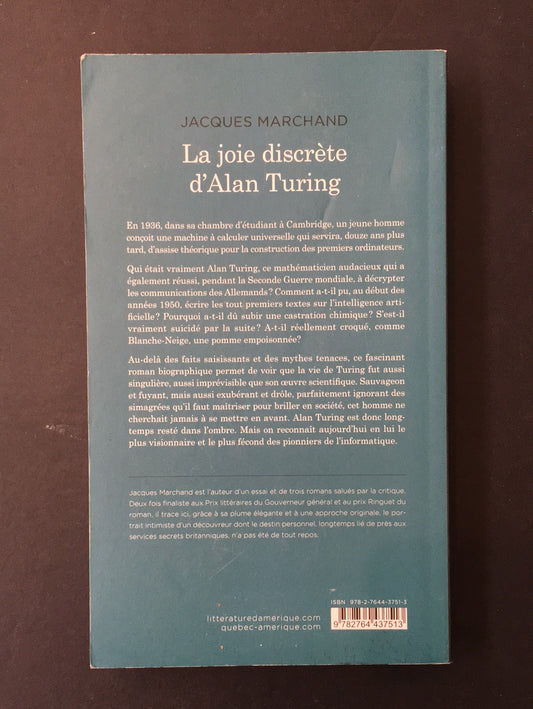 JACQUES MARCHAND
La joie discrète
d'Alan Turing
En 1936, dans sa chambre d'étudiant à Cambridge, un jeune homme
conçoit une machine à calculer universelle qui servira, douze ans plus
tard, d'assise théorique pour la construction des premiers ordinateurs.
Qui était vraiment Alan Turing, ce mathématicien audacieux qui a
également réussi, pendant la Seconde Guerre mondiale, à décrypter
les communications des Allemands? Comment a-t-il pu, au début des
années 1950, écrire les tout premiers textes sur l'intelligence arti-
ficielle? Pourquoi a-t-il dû subir une castration chimique? S'est-il
vraiment suicidé par la suite? A-t-il réellement croqué, comme
Blanche-Neige, une pomme empoisonnée?
Au-delà des faits saisissants et des mythes tenaces, ce fascinant
roman biographique permet de voir que la vie de Turing fut aussi
singulière, aussi imprévisible que son œuvre scientifique. Sauvageon
et fuyant, mais aussi exubérant et drôle, parfaitement ignorant des
simagrées qu'il faut maîtriser pour briller en société, cet homme ne
cherchait jamais à se mettre en avant. Alan Turing est donc long-
temps resté dans l'ombre. Mais on reconnaît aujourd'hui en lui le
plus visionnaire et le plus fécond des pionniers de l'informatique.
Jacques Marchand est l'auteur d'un essai et de trois romans salués par la critique.
Deux fois finaliste aux Prix littéraires du Gouverneur général et au prix Ringuet du
roman, il trace ici, grâce à sa plume élégante et à une approche originale, le por-
trait intimiste d'un découvreur dont le destin personnel, longtemps lié de près aux
services secrets britanniques, n'a pas été de tout repos.
ISBN 978-2-7644-3751-3
litteraturedamerique.com
quebec-amerique.com
9 782764 437513